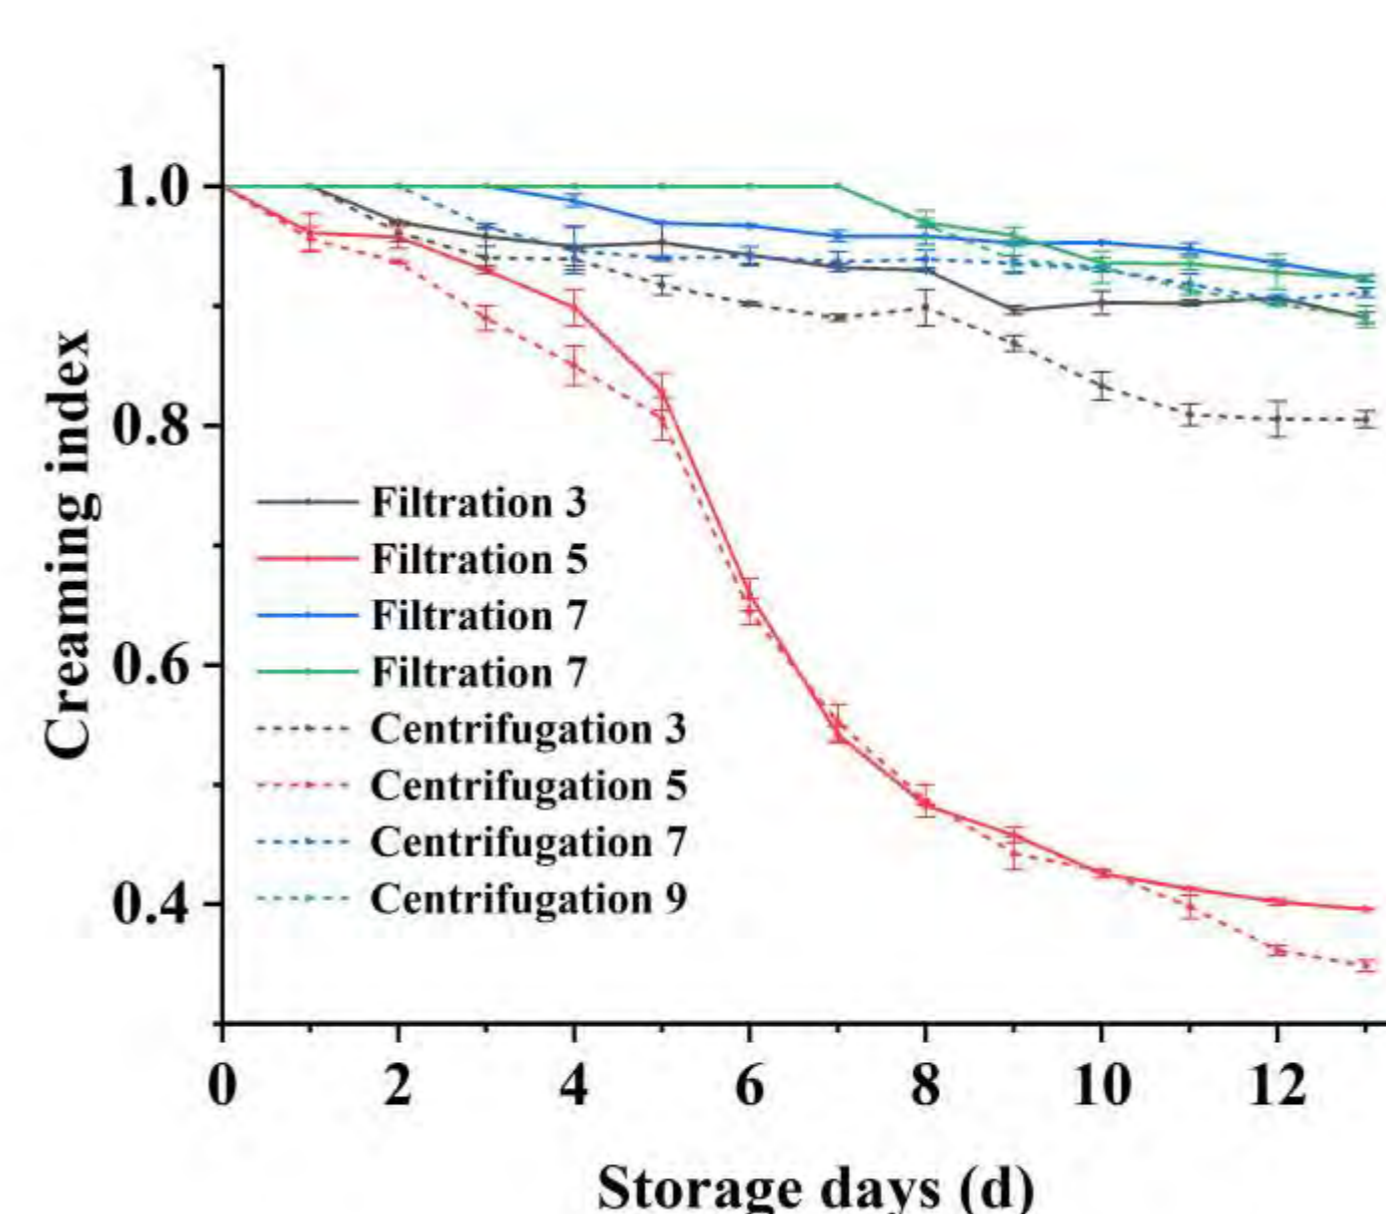 1.0
0.8
0.6
0.4
Creaming index
Filtration 3
Filtration 5
Filtration 7
Filtration 7
Centrifugation 3
Centrifugation 5
Centrifugation 7
Centrifugation 9
0 2 4 6 8 10 12
Storage days (d)